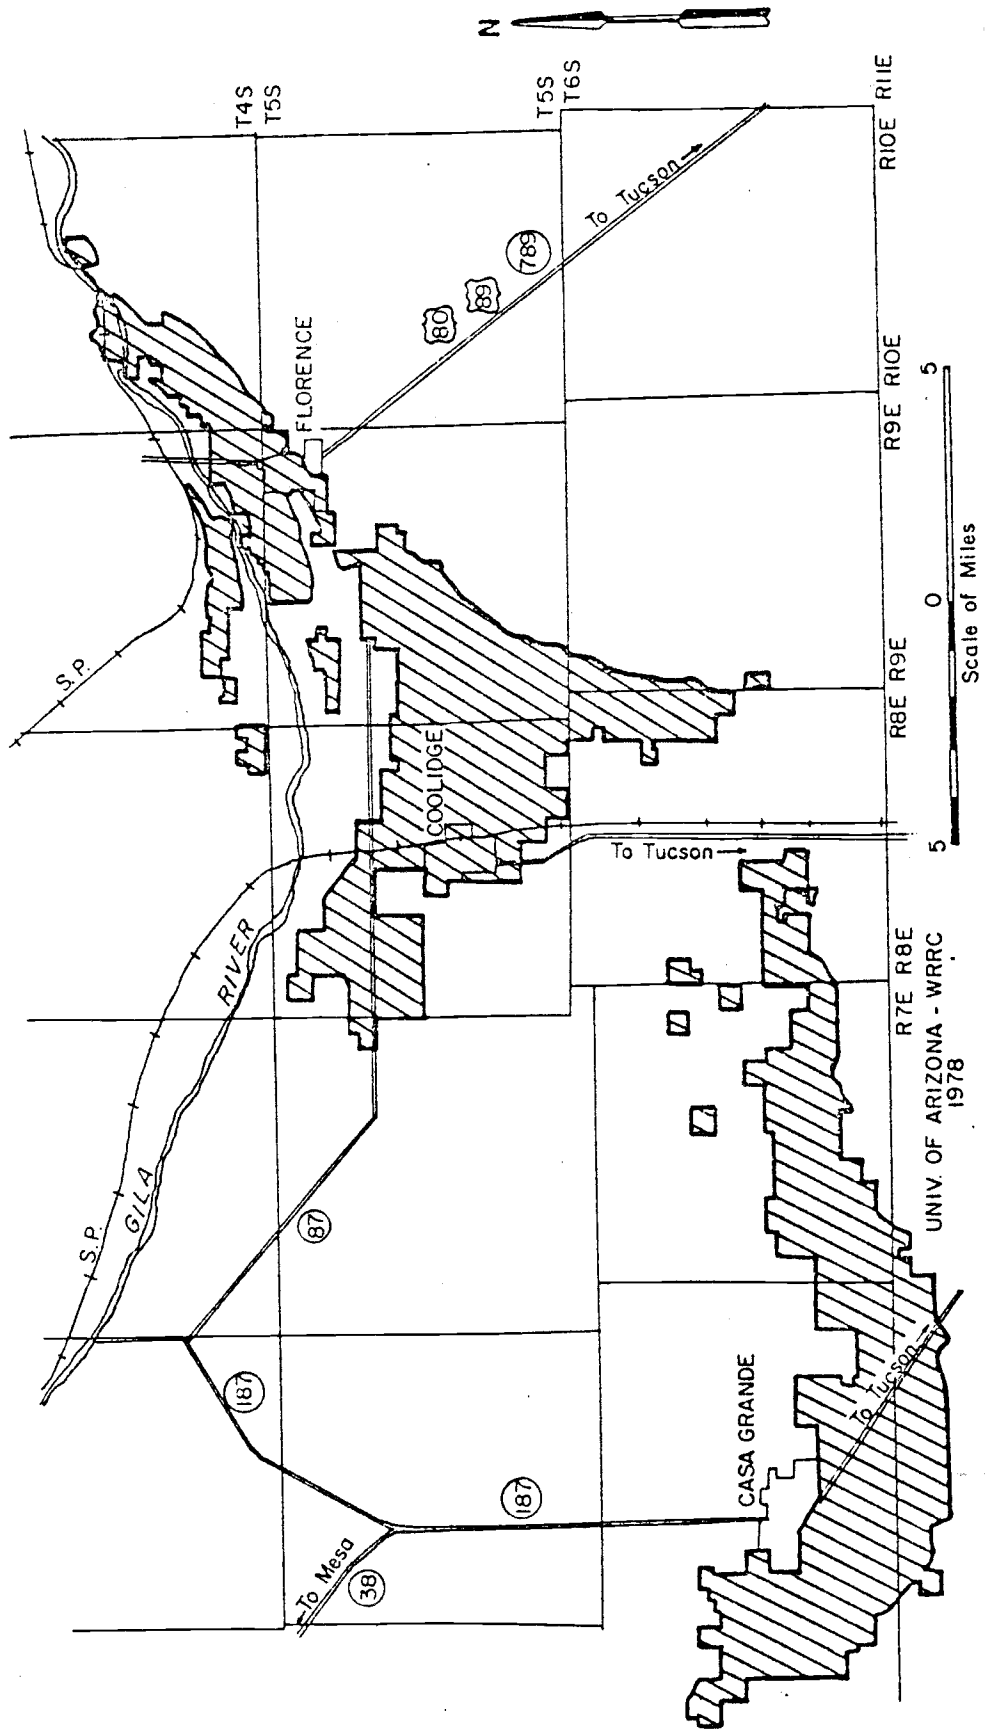 N
T4S
T5S
T5S
T6S
R10E R11E
R9E R10E
R8E R9E
R7E R8E
S.P.
S.P.
GILA RIVER
FLORENCE
COOLIDGE
CASA GRANDE
80
89
789
To Tucson
To Tucson
To Tucson
87
187
187
38
To Mesa
5 0 5
Scale of Miles
UNIV. OF ARIZONA - WRRC
1978